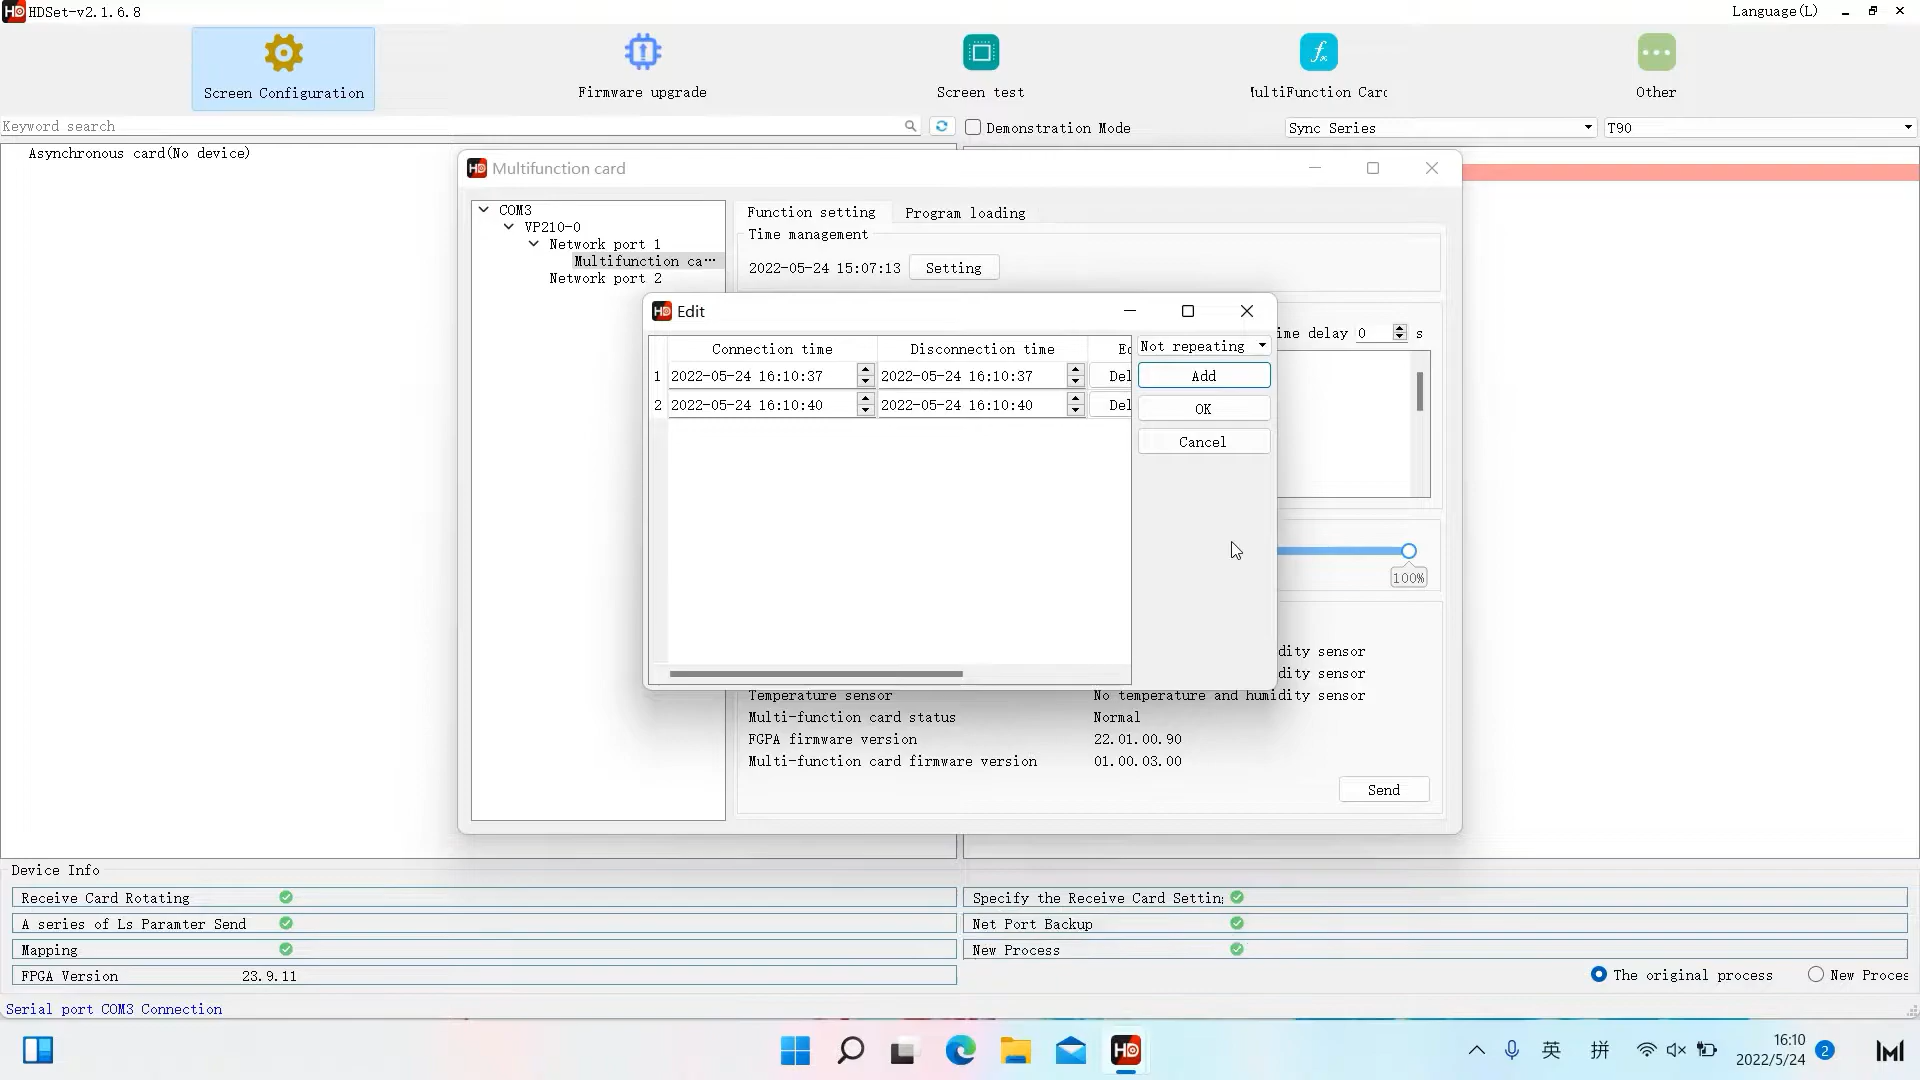 HDSet-v2.1.6.8
Language(L)
Screen Configuration
Firmware upgrade
Screen test
MultiFunction Card
Other
Keyword search
Demonstration Mode
Sync Series
T90
Asynchronous card(No device)
Multifunction card
COM3
VP210-0
Network port 1
Multifunction ca…
Network port 2
Function setting
Program loading
Time management
2022-05-24 15:07:13
Setting
ime delay 0 s
Edit
Connection time
Disconnection time
Not repeating
1 2022-05-24 16:10:37 2022-05-24 16:10:37 Del
2 2022-05-24 16:10:40 2022-05-24 16:10:40 Del
Add
OK
Cancel
100%
dity sensor
dity sensor
Temperature sensor No temperature and humidity sensor
Multi-function card status Normal
FGPA firmware version 22.01.00.90
Multi-function card firmware version 01.00.03.00
Send
Device Info
Receive Card Rotating
Specify the Receive Card Settin
A series of Ls Paramter Send
Net Port Backup
Mapping
New Process
FPGA Version 23.9.11
The original process
New Proces
Serial port COM3 Connection
英
拼
16:10
2022/5/24
2